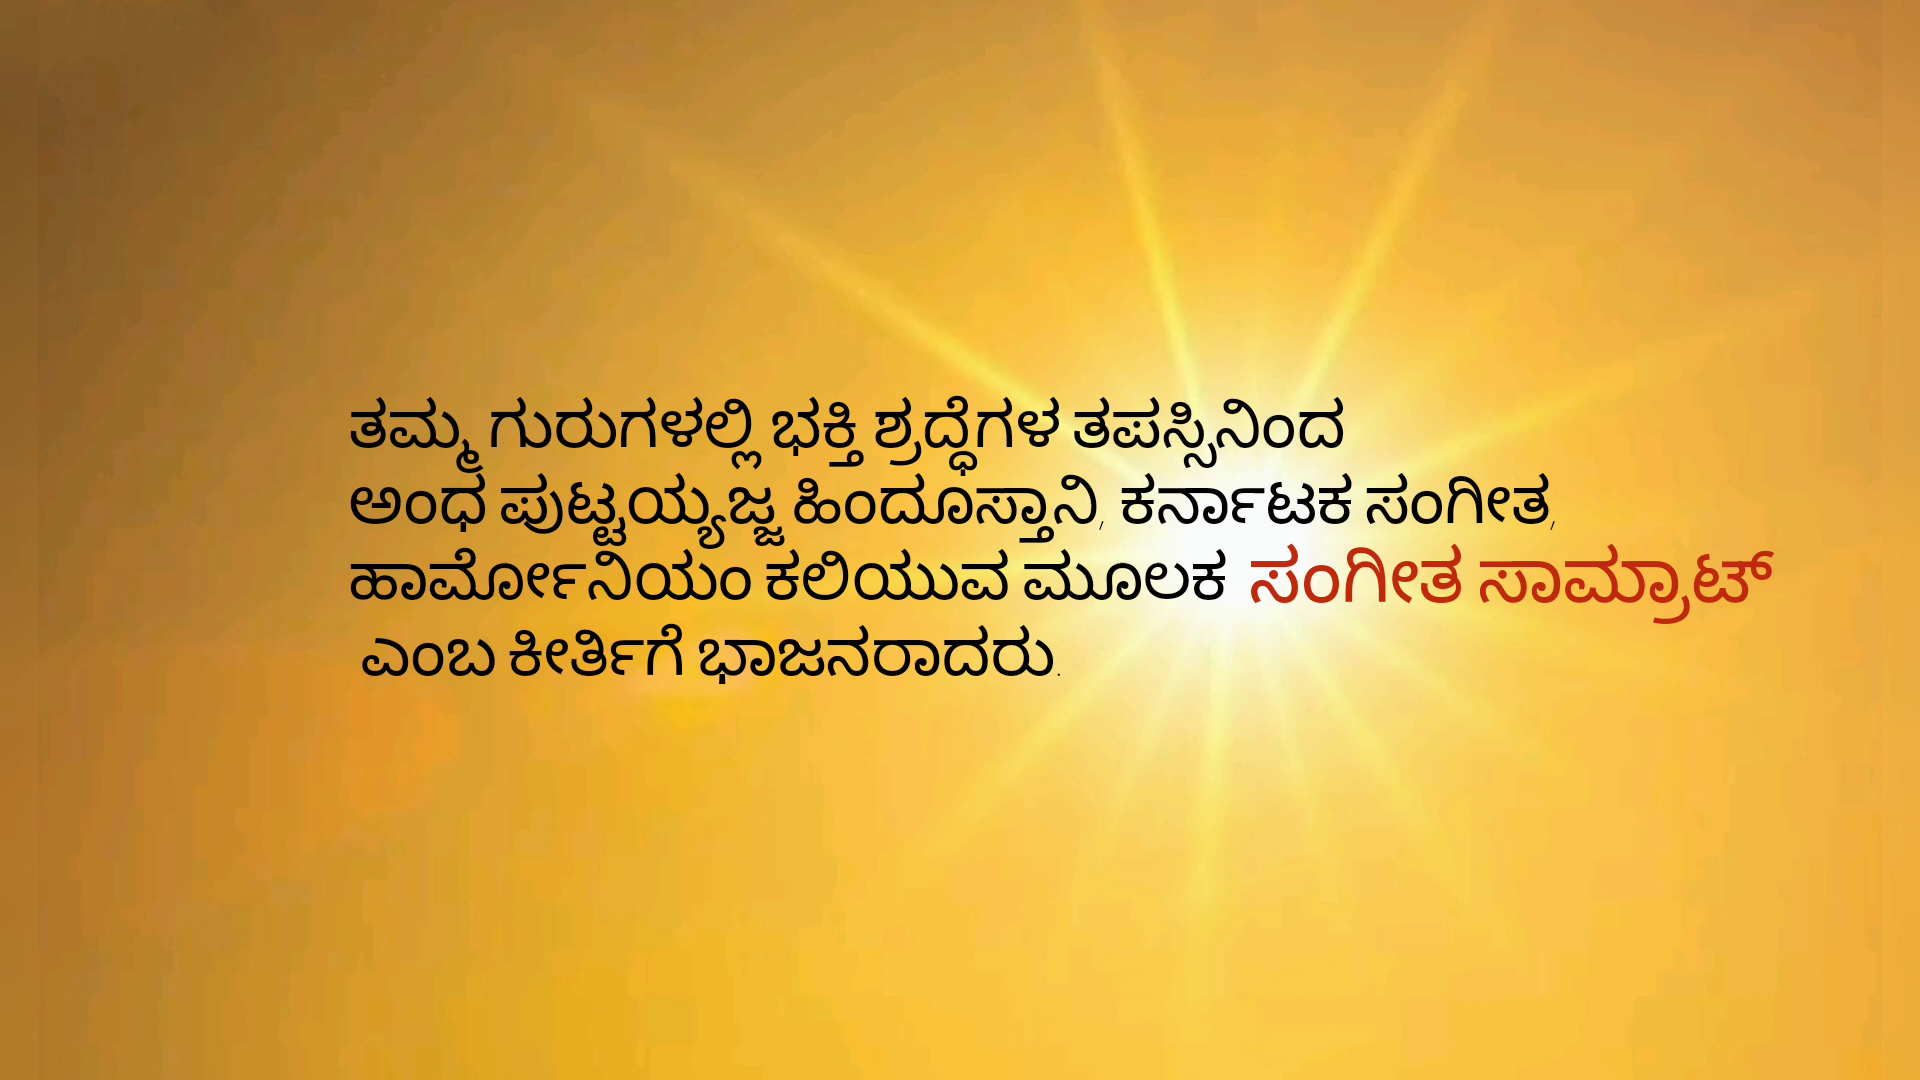 ತಮ್ಮ ಗುರುಗಳಲ್ಲಿ ಭಕ್ತಿ ಶ್ರದ್ಧೆಗಳ ತಪಸ್ಸಿನಿಂದ
ಅಂಧ ಪುಟ್ಟಯ್ಯಜ್ಜ ಹಿಂದೂಸ್ತಾನಿ, ಕರ್ನಾಟಕ ಸಂಗೀತ,
ಹಾರ್ಮೋನಿಯಂ ಕಲಿಯುವ ಮೂಲಕ ಸಂಗೀತ ಸಾಮ್ರಾಟ್
ಎಂಬ ಕೀರ್ತಿಗೆ ಭಾಜನರಾದರು.